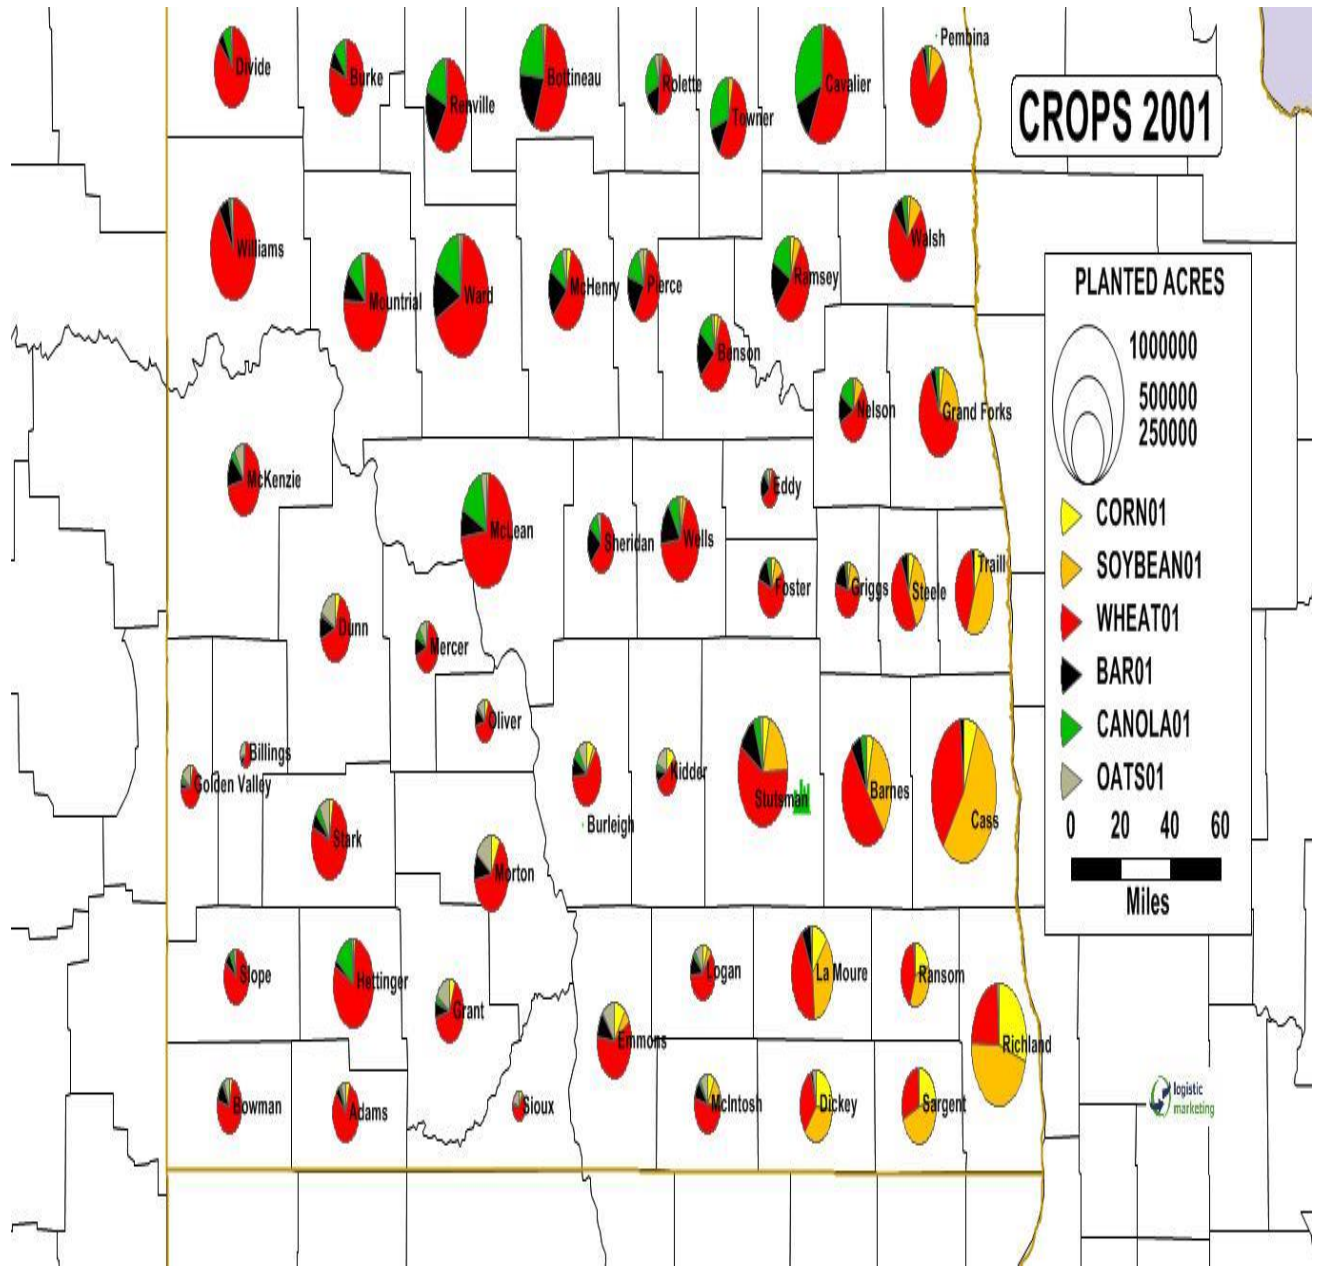 Pembina
Divide
Burke
Renville
Bottineau
Rolette
Towner
Cavalier
CROPS 2001
Williams
Mountrial
Ward
McHenry
Pierce
Benson
Ramsey
Walsh
Nelson
Grand Forks
PLANTED ACRES
1000000
500000
250000
CORN01
SOYBEAN01
WHEAT01
BAR01
CANOLA01
OATS01
0 20 40 60
Miles
McKenzie
McLean
Sheridan
Wells
Eddy
Foster
Griggs
Steele
Traill
Dunn
Mercer
Oliver
Billings
Golden Valley
Stark
Morton
Burleigh
Kidder
Stutsman
Barnes
Cass
Slope
Hettinger
Grant
Emmons
Logan
La Moure
Ransom
Richland
Bowman
Adams
Sioux
McIntosh
Dickey
Sargent
logistic
marketing